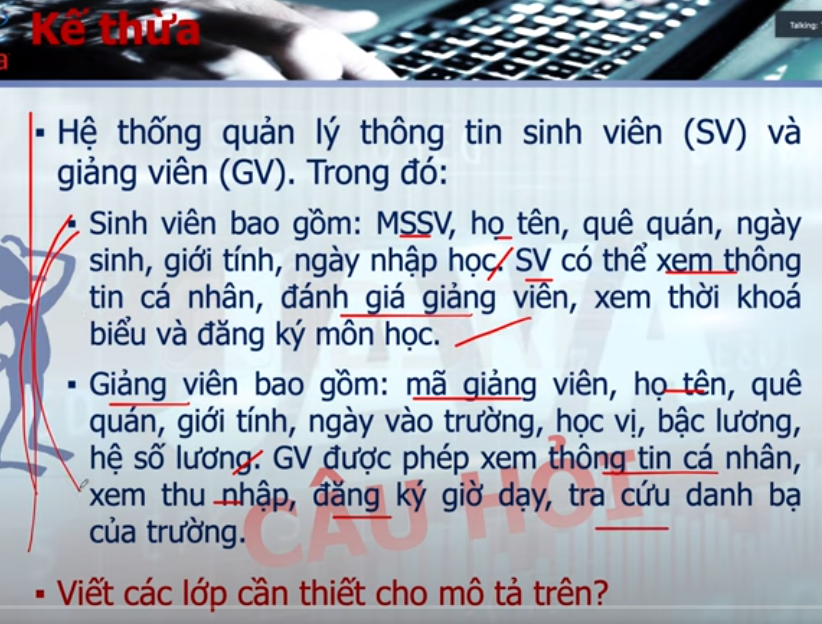 Kế thừa
a
Talking:
Hệ thống quản lý thông tin sinh viên (SV) và
giảng viên (GV). Trong đó:
Sinh viên bao gồm: MSSV, họ tên, quê quán, ngày
sinh, giới tính, ngày nhập học. SV có thể xem thông
tin cá nhân, đánh giá giảng viên, xem thời khoá
biểu và đăng ký môn học.
Giảng viên bao gồm: mã giảng viên, họ tên, quê
quán, giới tính, ngày vào trường, học vị, bậc lương,
hệ số lương. GV được phép xem thông tin cá nhân,
xem thu nhập, đăng ký giờ dạy, tra cứu danh bạ
của trường.
CÂU HỎI
Viết các lớp cần thiết cho mô tả trên?